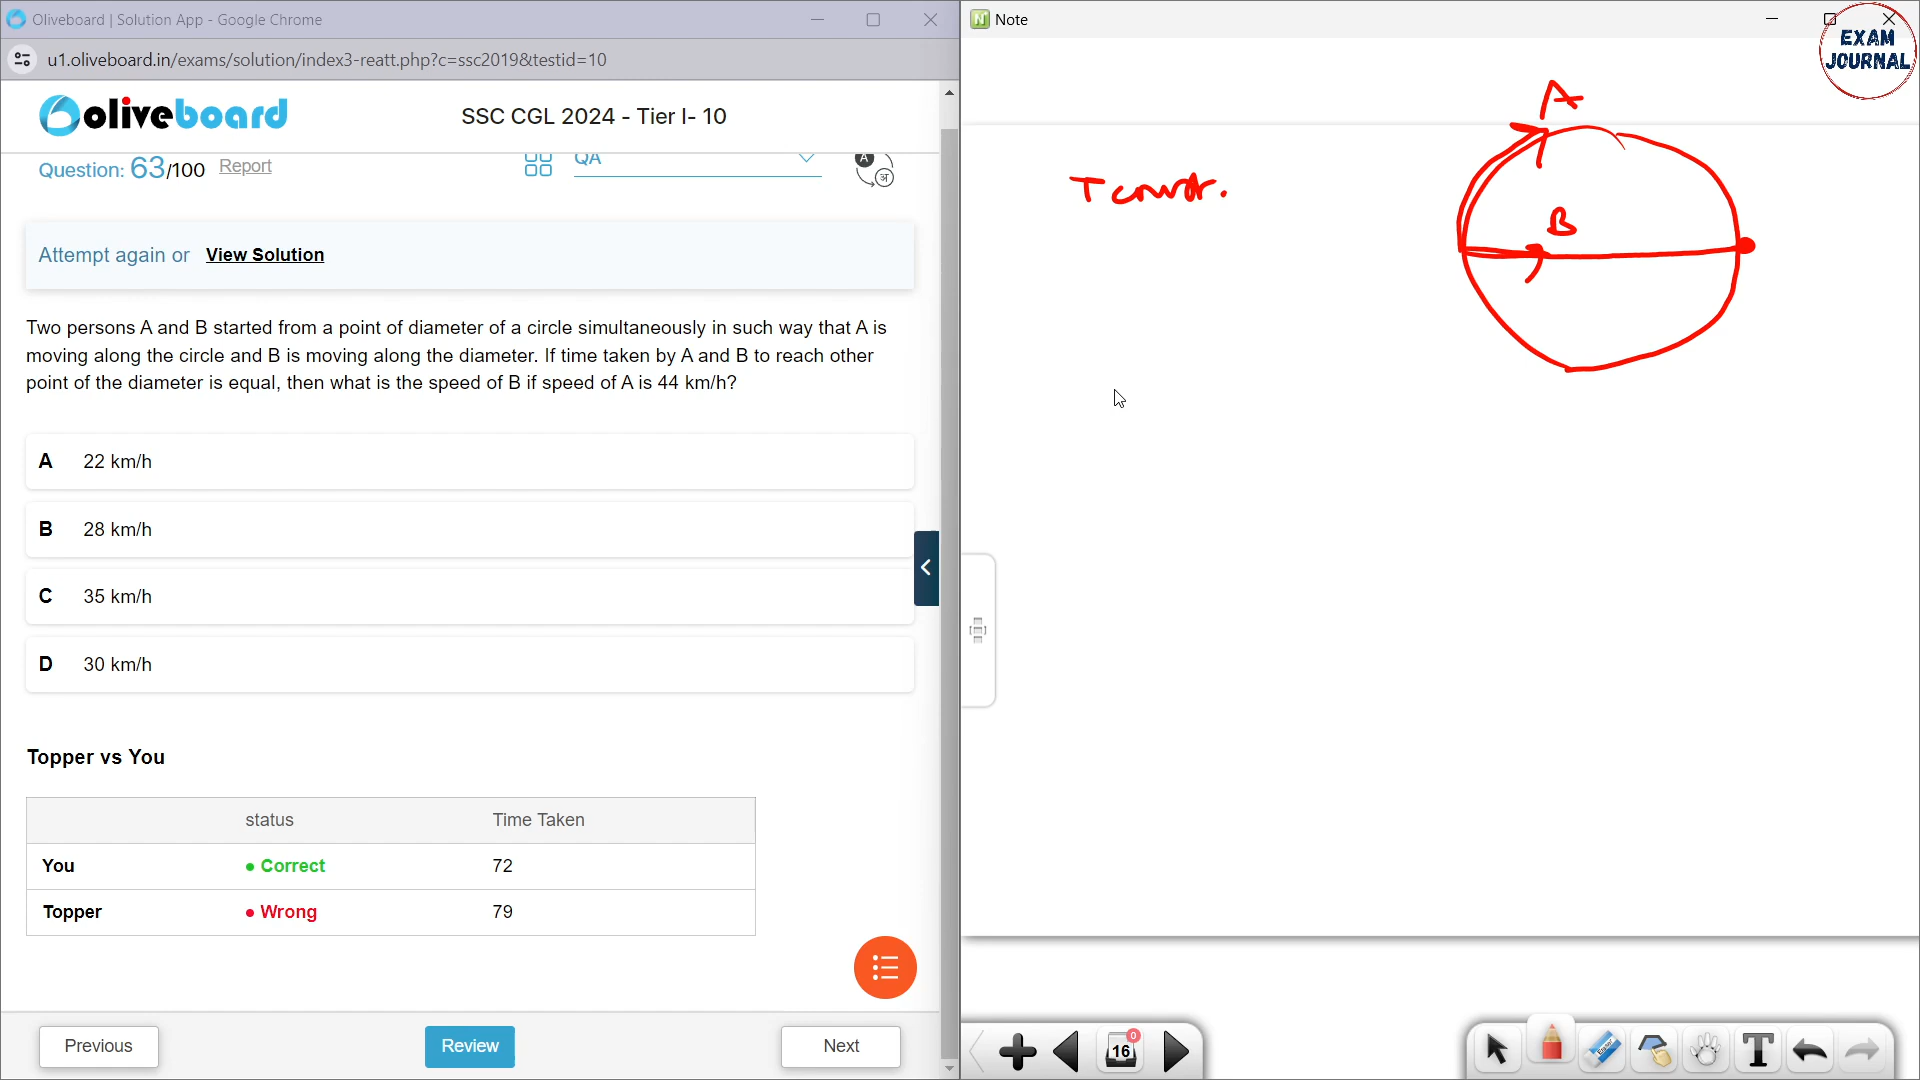 Oliveboard | Solution App - Google Chrome
u1.oliveboard.in/exams/solution/index3-reatt.php?c=ssc2019&testid=10
oliveboard
SSC CGL 2024 - Tier I- 10
Question: 63/100 Report
QA
A
अ
Attempt again or View Solution
Two persons A and B started from a point of diameter of a circle simultaneously in such way that A is
moving along the circle and B is moving along the diameter. If time taken by A and B to reach other
point of the diameter is equal, then what is the speed of B if speed of A is 44 km/h?
A 22 km/h
B 28 km/h
C 35 km/h
D 30 km/h
Topper vs You
status Time Taken
You Correct 72
Topper Wrong 79
Previous Review Next
N Note
EXAM
JOURNAL
A
T const.
B
16
0
T